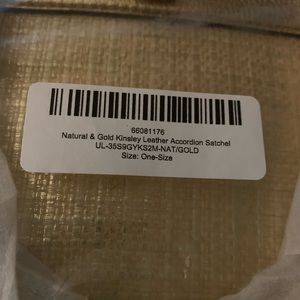 66081176
Natural & Gold Kinsley Leather Accordion Satchel
UL-35S9GYKS2M-NAT/GOLD
Size: One-Size